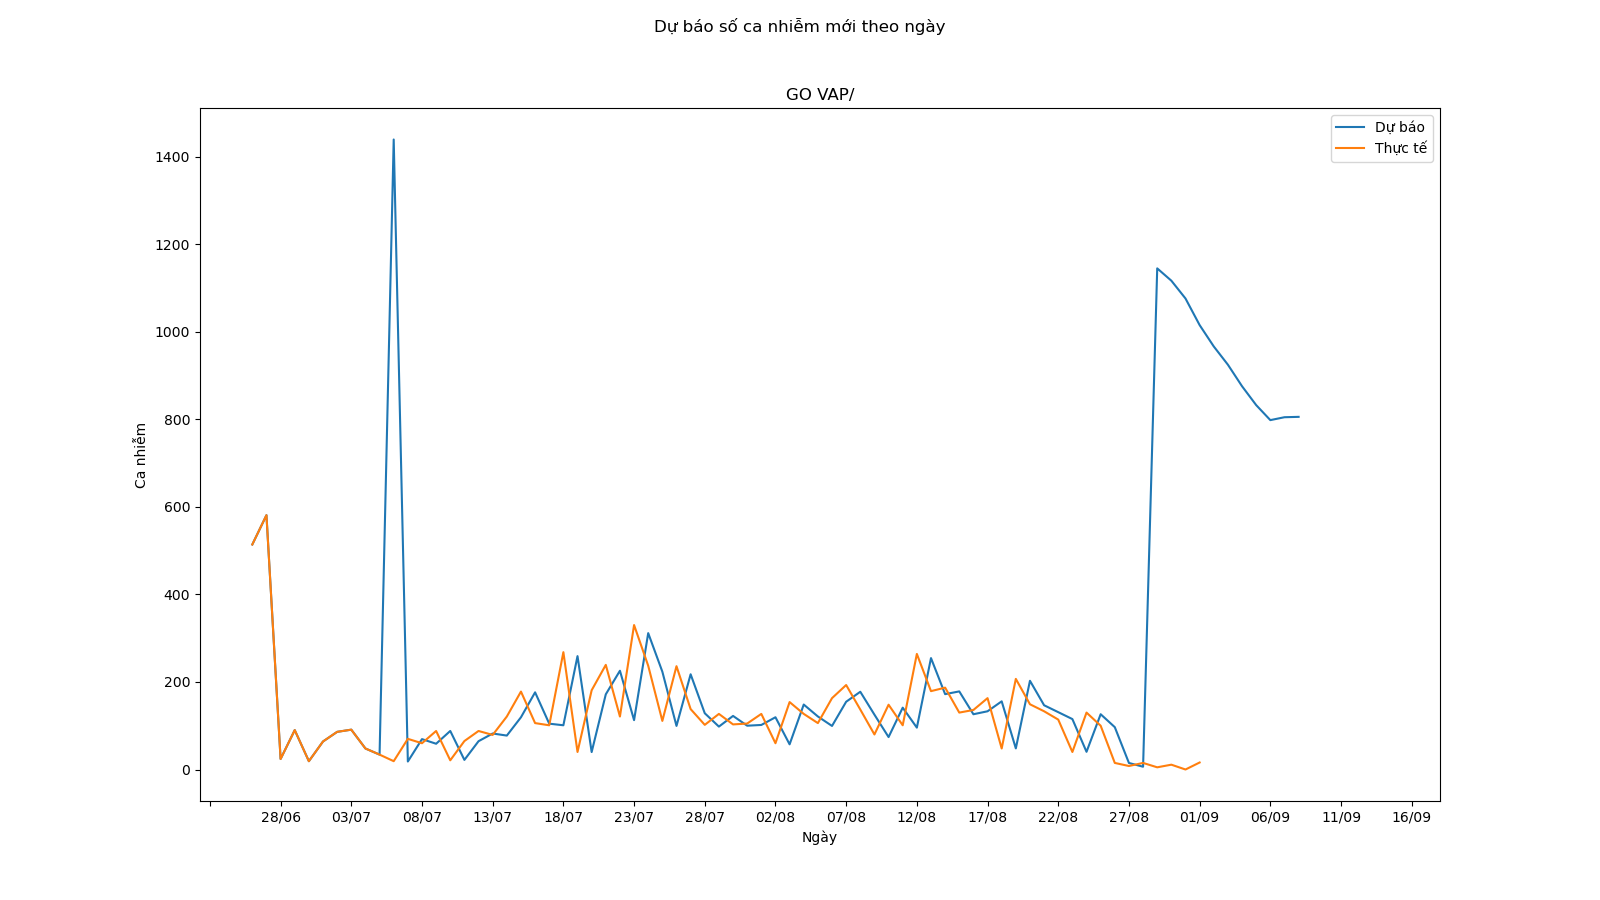 Dự báo số ca nhiễm mới theo ngày
GO VAP/
Dự báo
Thực tế
1400
1200
1000
800
600
400
200
0
Ca nhiễm
28/06 03/07 08/07 13/07 18/07 23/07 28/07 02/08 07/08 12/08 17/08 22/08 27/08 01/09 06/09 11/09 16/09
Ngày